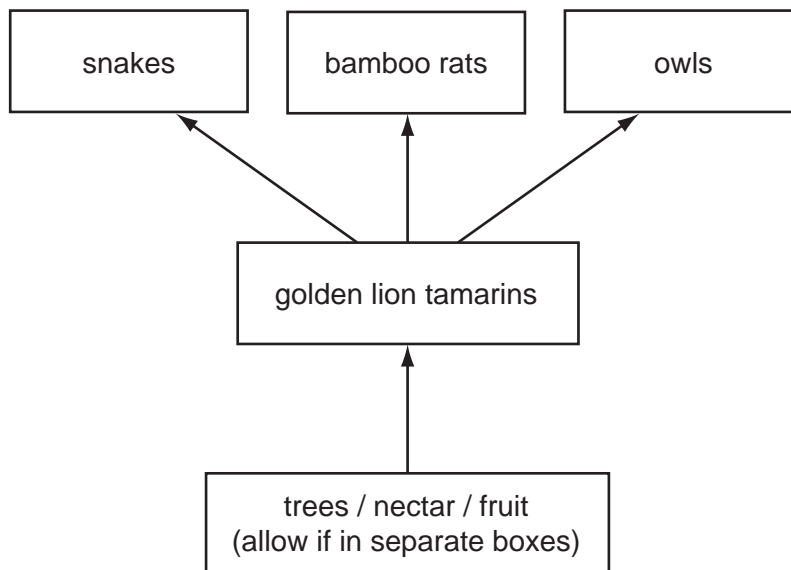 snakes
bamboo rats
owls
golden lion tamarins
trees / nectar / fruit
(allow if in separate boxes)